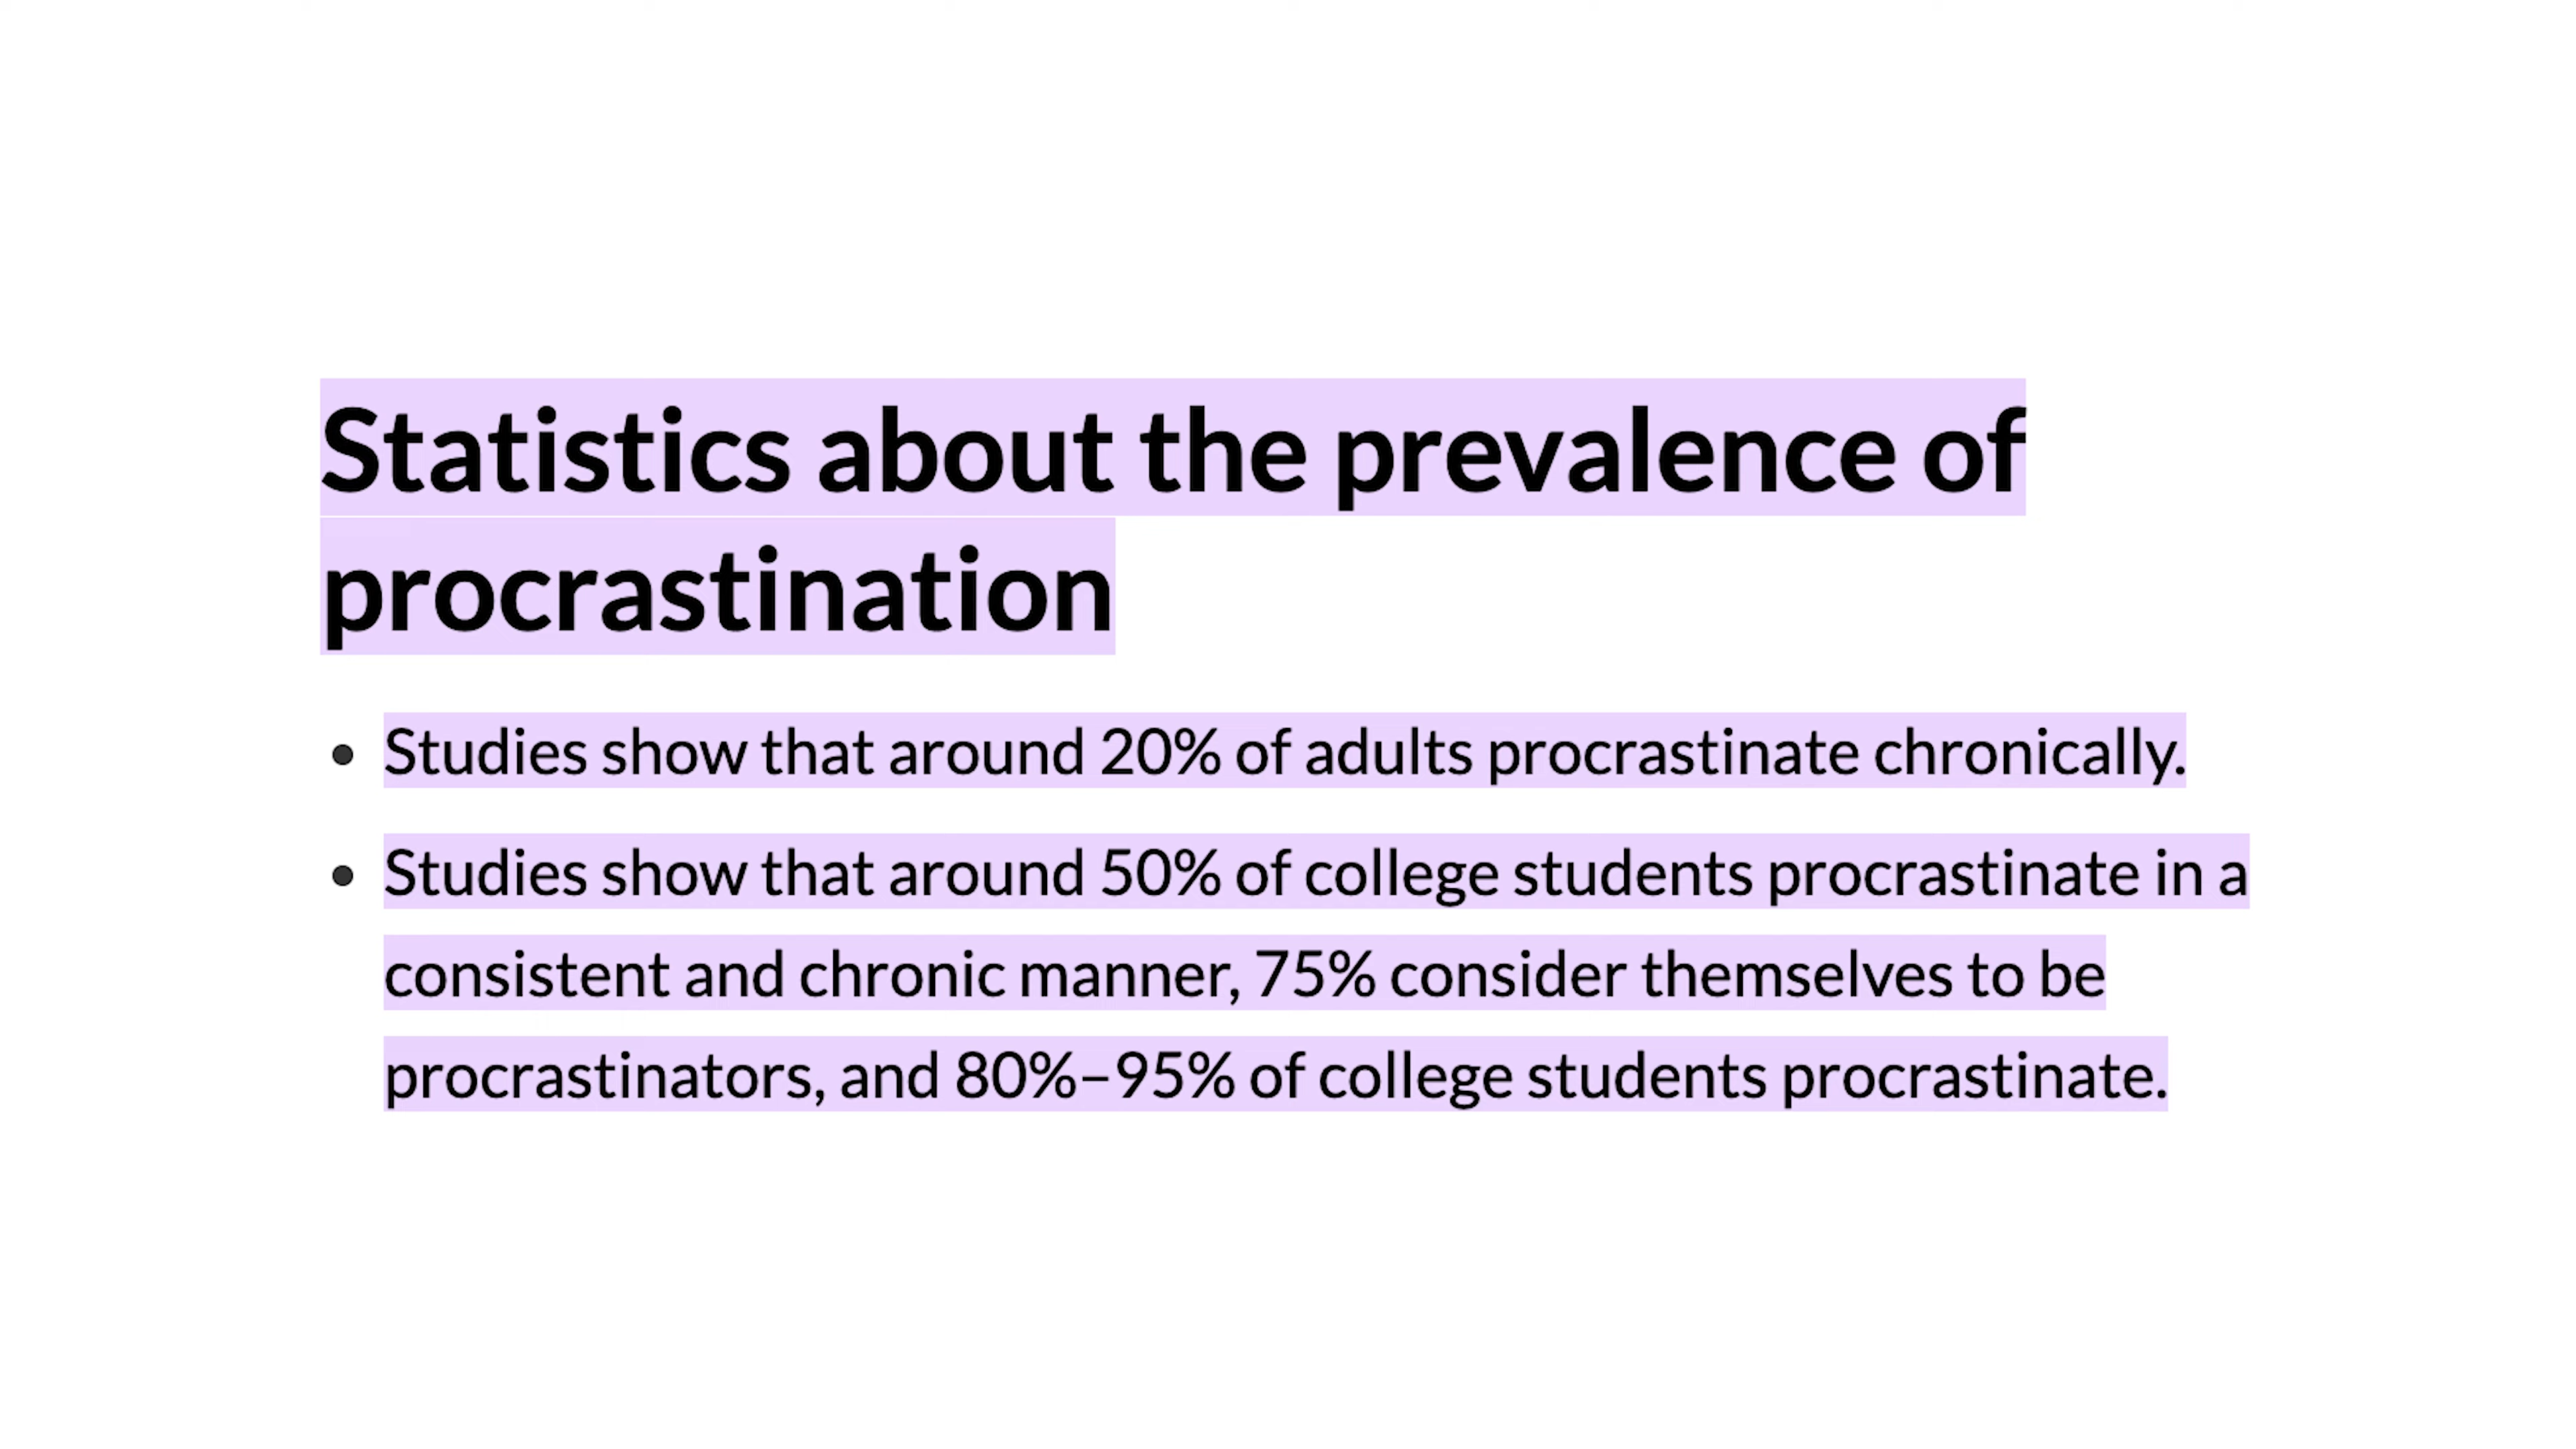 Statistics about the prevalence of
procrastination
• Studies show that around 20% of adults procrastinate chronically.
• Studies show that around 50% of college students procrastinate in a
consistent and chronic manner, 75% consider themselves to be
procrastinators, and 80%–95% of college students procrastinate.